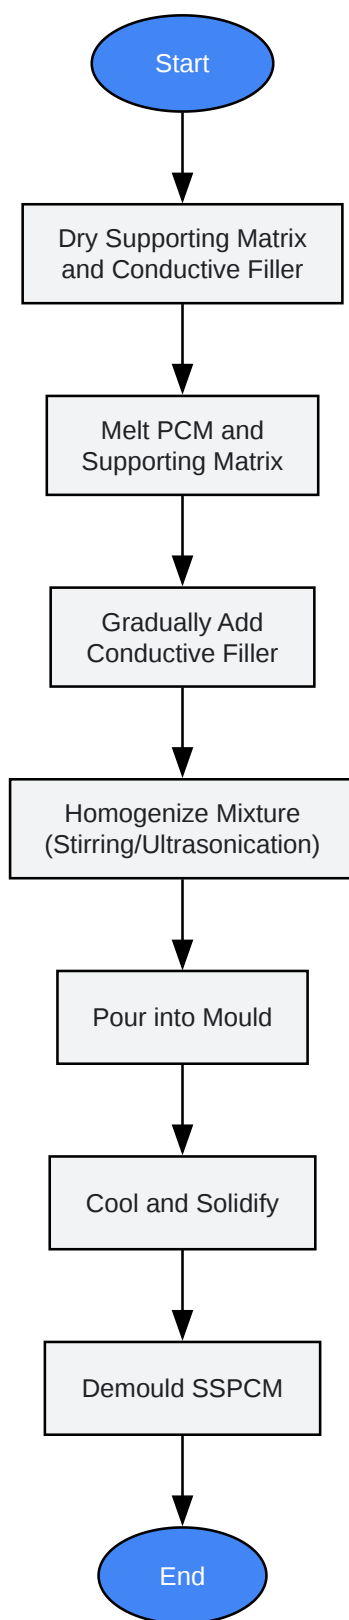 Start
Dry Supporting Matrix
and Conductive Filler
Melt PCM and
Supporting Matrix
Gradually Add
Conductive Filler
Homogenize Mixture
(Stirring/Ultrasonication)
Pour into Mould
Cool and Solidify
Demould SSPCM
End